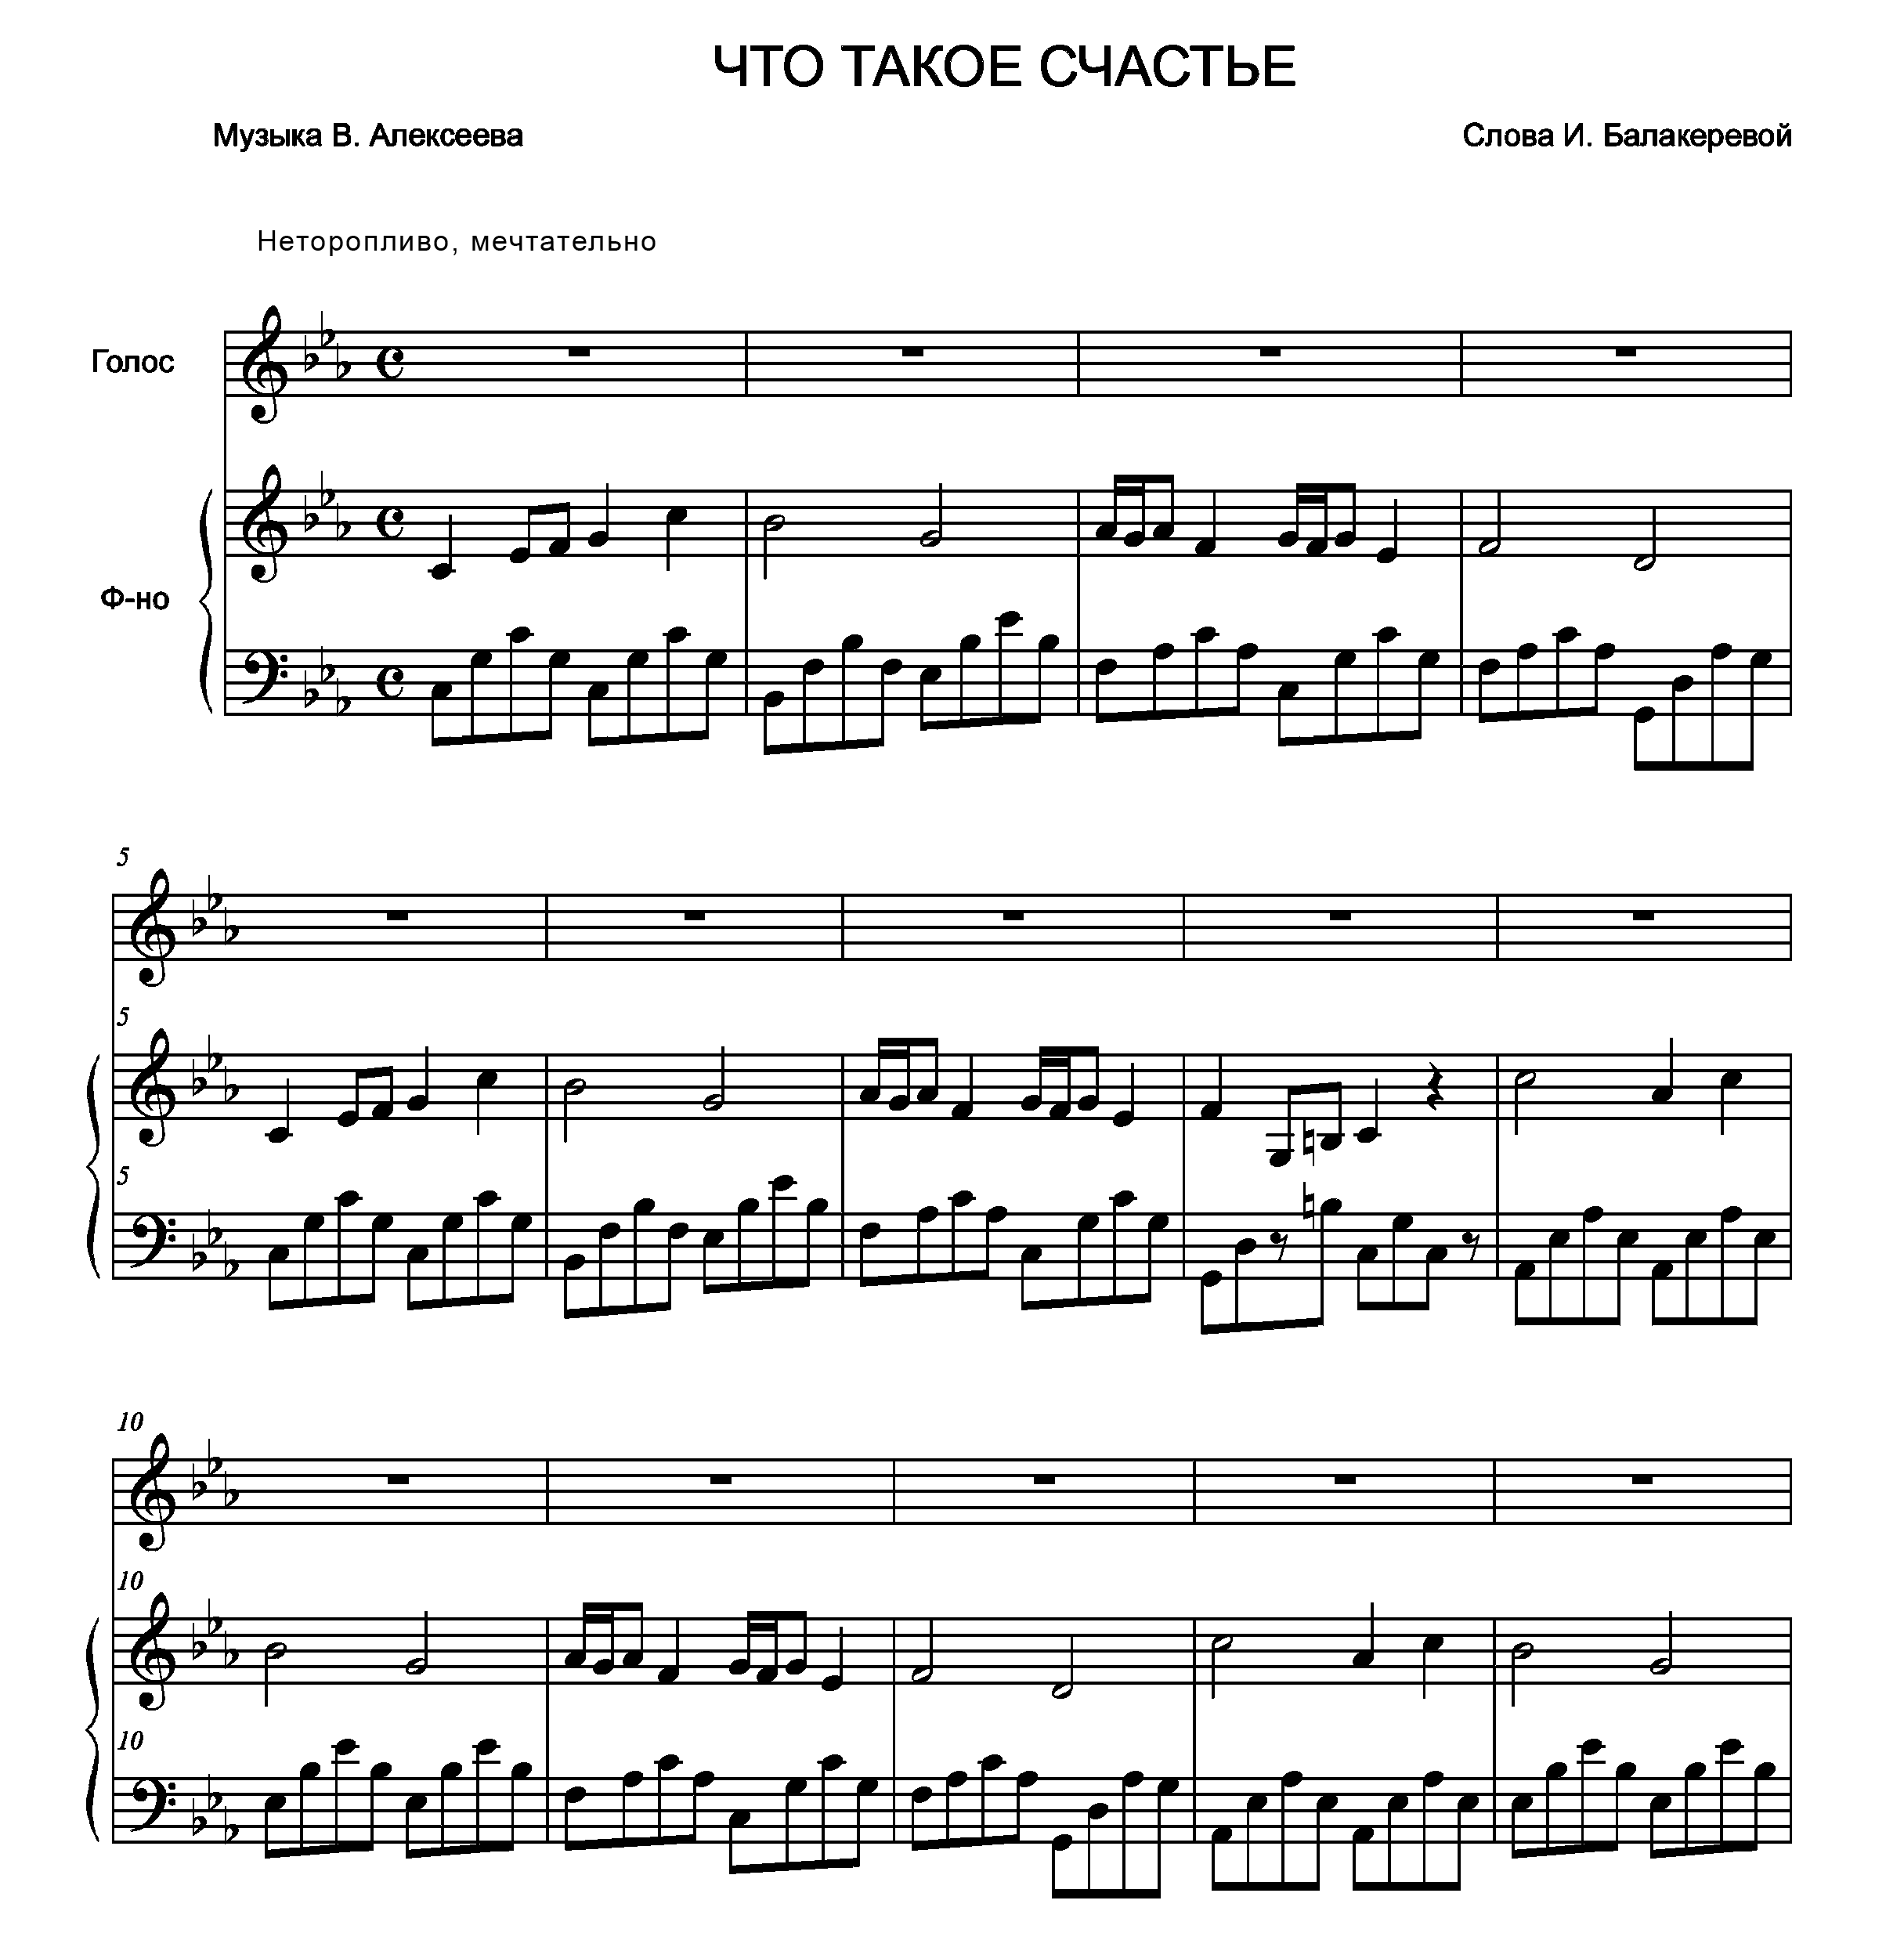 ЧТО ТАКОЕ СЧАСТЬЕ
Музыка В. Алексеева
Слова И. Балакеревой
Неторопливо, мечтательно
Голос
Ф-но
5
5
5
10
10
10